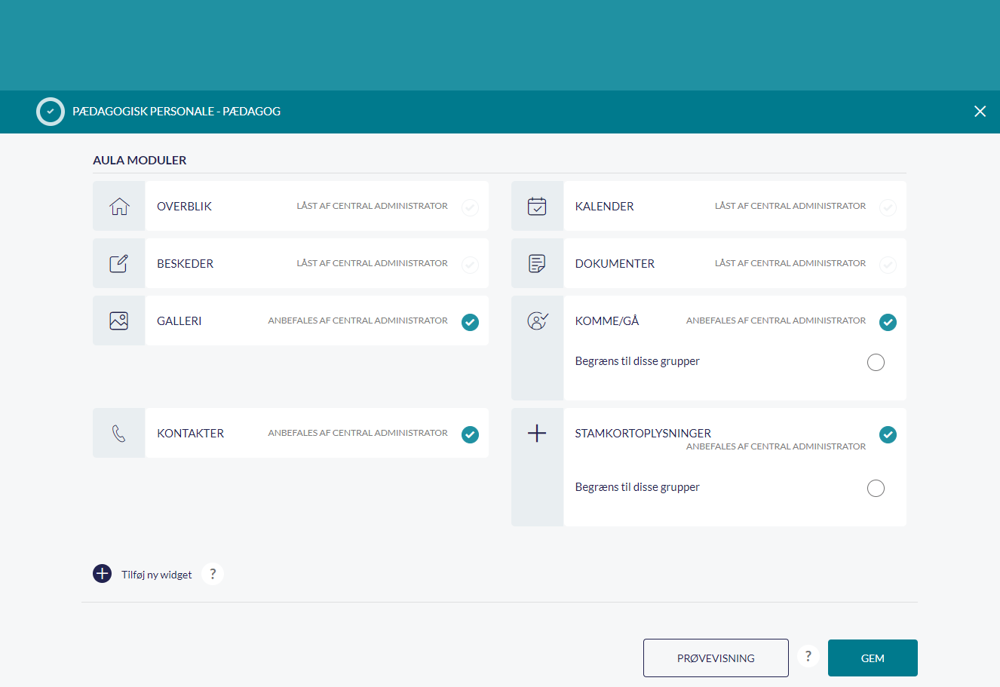 PÆDAGOGISK PERSONALE - PÆDAGOG
AULA MODULER
OVERBLIK LÅST AF CENTRAL ADMINISTRATOR
KALENDER LÅST AF CENTRAL ADMINISTRATOR
BESKEDER LÅST AF CENTRAL ADMINISTRATOR
DOKUMENTER LÅST AF CENTRAL ADMINISTRATOR
GALLERI ANBEFALES AF CENTRAL ADMINISTRATOR
KOMME/GÅ ANBEFALES AF CENTRAL ADMINISTRATOR
Begræns til disse grupper
KONTAKTER ANBEFALES AF CENTRAL ADMINISTRATOR
STAMKORTOPLYSNINGER
ANBEFALES AF CENTRAL ADMINISTRATOR
Begræns til disse grupper
Tilføj ny widget ?
PRØVEVISNING ? GEM